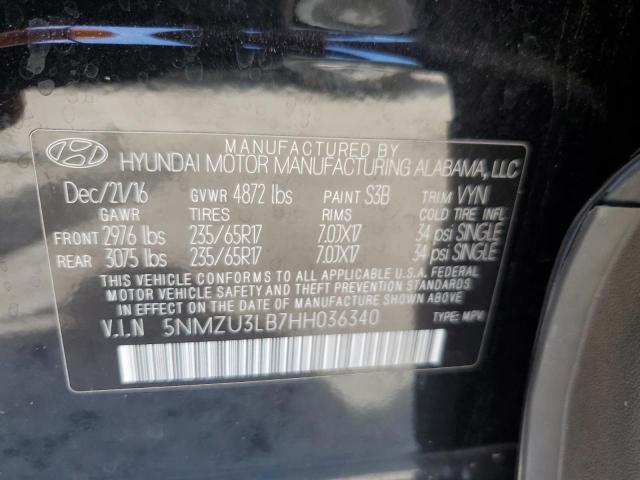 MANUFACTURED BY
HYUNDAI MOTOR MANUFACTURING ALABAMA, LLC
Dec/21/16 GVWR 4872 lbs PAINT S3B TRIM VYN
GAWR TIRES RIMS COLD TIRE INFL.
FRONT 2976 lbs 235/65R17 7.0JX17 34 psi SINGLE
REAR 3075 lbs 235/65R17 7.0JX17 34 psi SINGLE
THIS VEHICLE CONFORMS TO ALL APPLICABLE U.S.A. FEDERAL
MOTOR VEHICLE SAFETY AND THEFT PREVENTION STANDARDS
IN EFFECT ON THE DATE OF MANUFACTURE SHOWN ABOVE.
V.I.N 5NMZU3LB7HH036340 TYPE: MPV